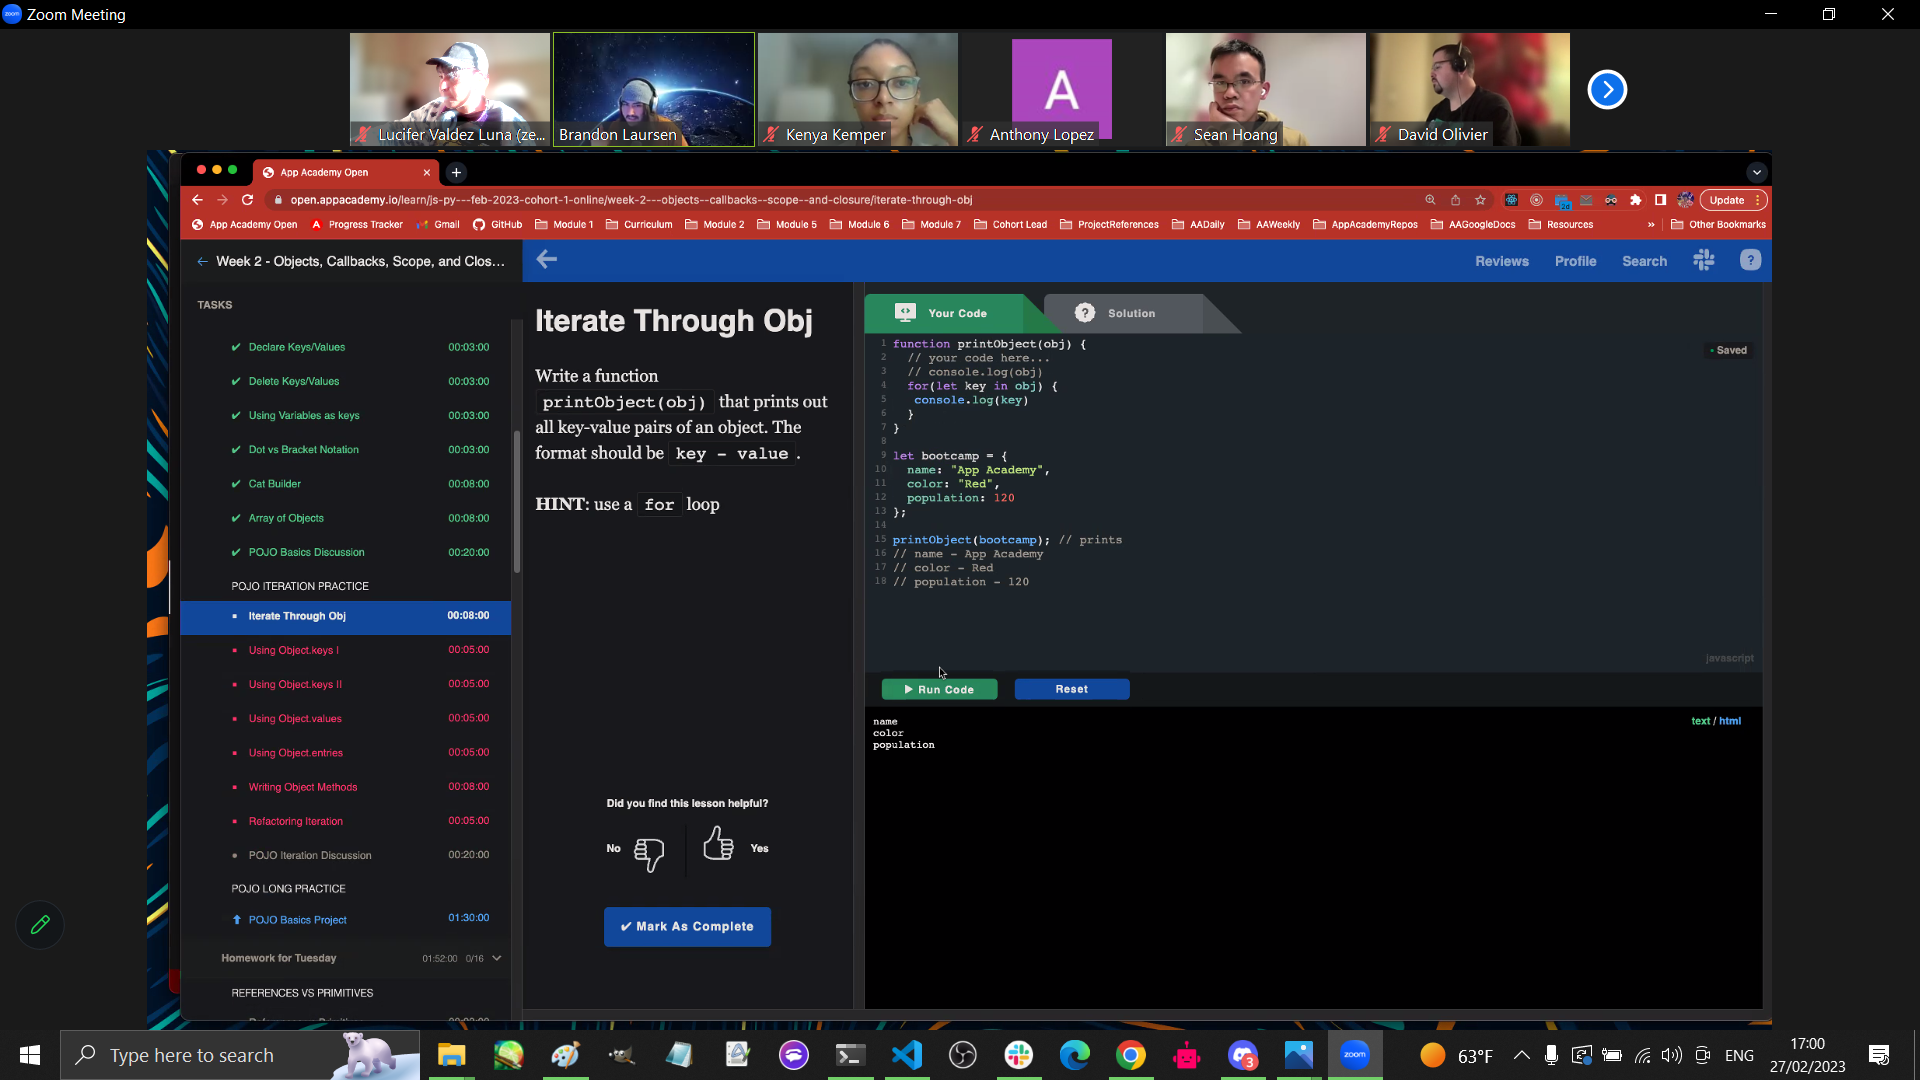 Zoom Meeting
Lucifer Valdez Luna (ze...
Brandon Laursen
Kenya Kemper
A
Anthony Lopez
Sean Hoang
David Olivier
App Academy Open
open.appacademy.io/learn/js-py---feb-2023-cohort-1-online/week-2---objects--callbacks--scope--and-closure/iterate-through-obj
Update
App Academy Open
Progress Tracker
Gmail
GitHub
Module 1
Curriculum
Module 2
Module 5
Module 6
Module 7
Cohort Lead
ProjectReferences
AADaily
AAWeekly
AppAcademyRepos
AAGoogleDocs
Resources
»
Other Bookmarks
← Week 2 - Objects, Callbacks, Scope, and Clos...
Reviews
Profile
Search
?
TASKS
Declare Keys/Values 00:03:00
Delete Keys/Values 00:03:00
Using Variables as keys 00:03:00
Dot vs Bracket Notation 00:03:00
Cat Builder 00:08:00
Array of Objects 00:08:00
POJO Basics Discussion 00:20:00
POJO ITERATION PRACTICE
Iterate Through Obj 00:08:00
Using Object.keys I 00:05:00
Using Object.keys II 00:05:00
Using Object.values 00:05:00
Using Object.entries 00:05:00
Writing Object Methods 00:08:00
Refactoring Iteration 00:05:00
POJO Iteration Discussion 00:20:00
POJO LONG PRACTICE
POJO Basics Project 01:30:00
Homework for Tuesday 01:52:00 0/16
REFERENCES VS PRIMITIVES
Iterate Through Obj
Write a function
printObject(obj) that prints out
all key-value pairs of an object. The
format should be key - value .
HINT: use a for loop
Did you find this lesson helpful?
No
Yes
✔ Mark As Complete
Your Code
? Solution
Saved
1 function printObject(obj) {
2 // your code here...
3 // console.log(obj)
4 for(let key in obj) {
5 console.log(key)
6 }
7 }
8
9 let bootcamp = {
10 name: "App Academy",
11 color: "Red",
12 population: 120
13 };
14
15 printObject(bootcamp); // prints
16 // name - App Academy
17 // color - Red
18 // population - 120
javascript
Run Code
Reset
name
color
population
text / html
Type here to search
3
zoom
63°F
ENG
17:00
27/02/2023